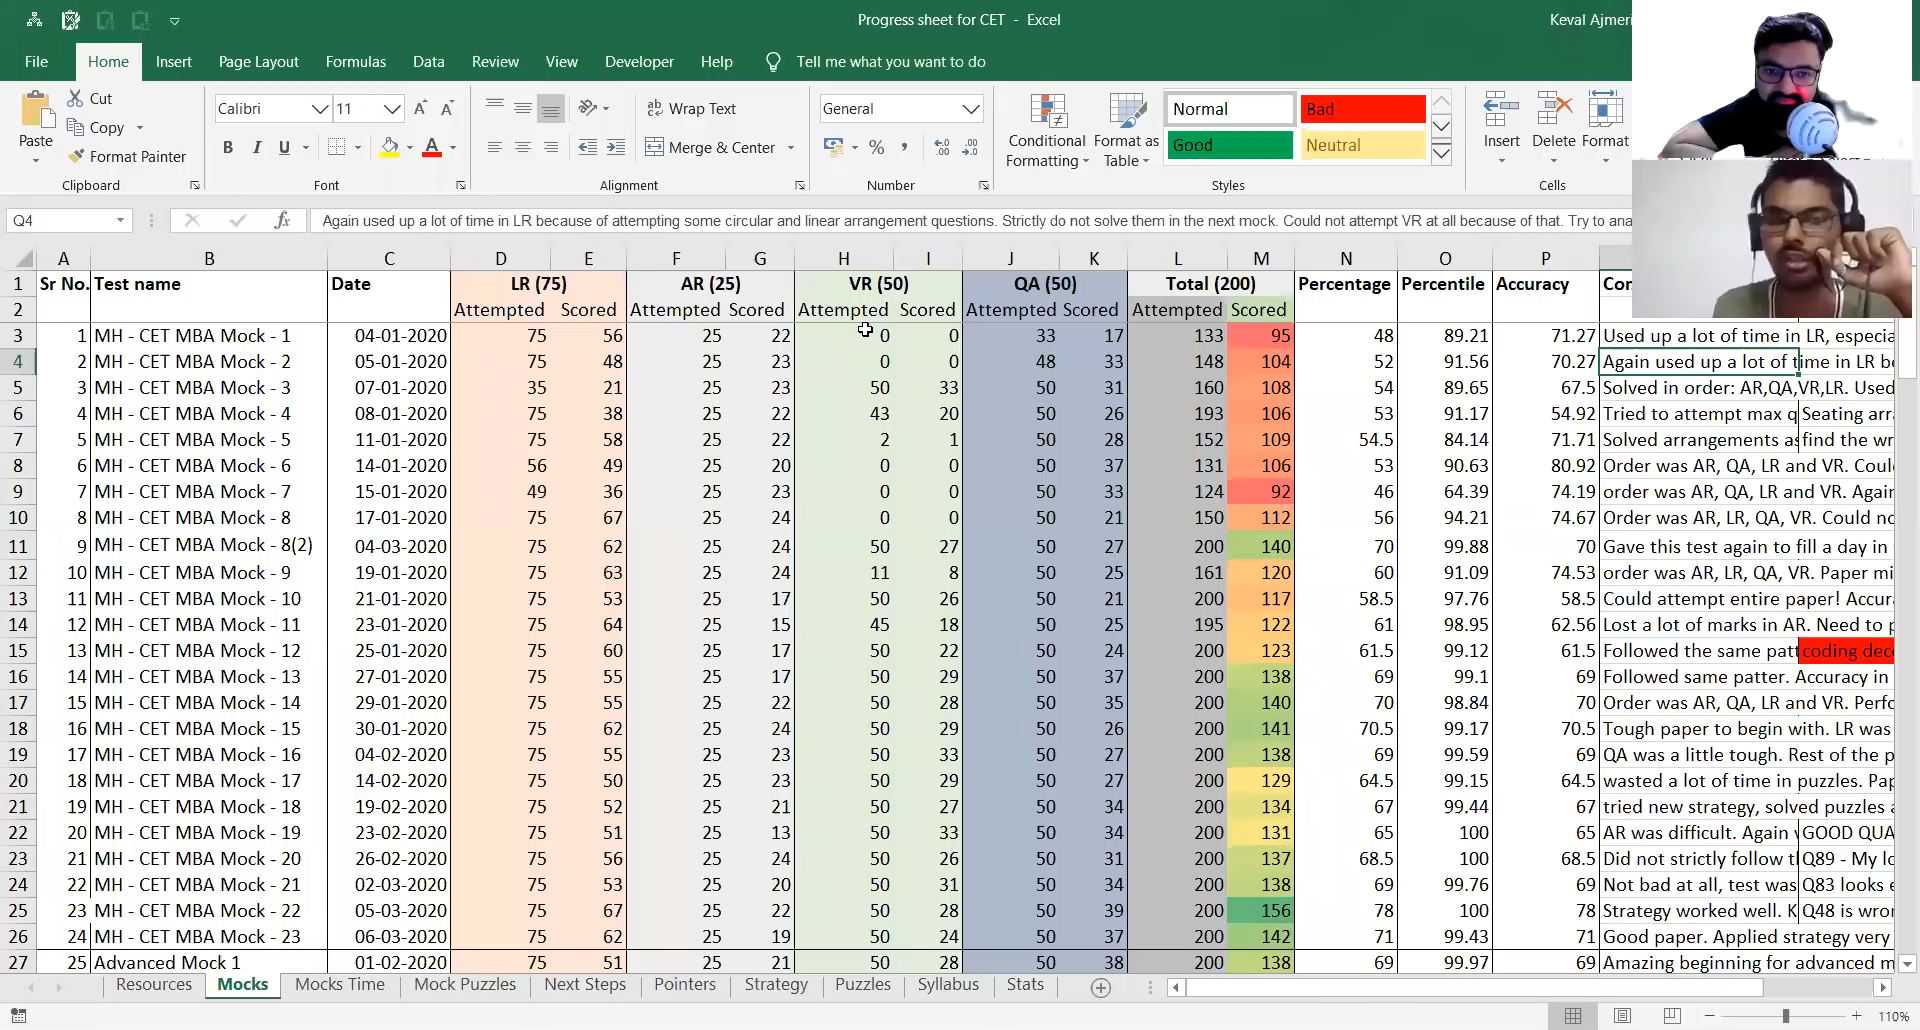 Progress sheet for CET - Excel
Keval Ajmeri
File Home Insert Page Layout Formulas Data Review View Developer Help Tell me what you want to do
Paste
Cut
Copy
Format Painter
Calibri 11
B I U
Wrap Text
Merge & Center
General
% ,
Conditional Formatting
Format as Table
Normal Bad
Good Neutral
Insert Delete Format
Clipboard Font Alignment Number Styles Cells
Q4 fx Again used up a lot of time in LR because of attempting some circular and linear arrangement questions. Strictly do not solve them in the next mock. Could not attempt VR at all because of that. Try to ana
A B C D E F G H I J K L M N O P
1 Sr No. Test name Date LR (75) AR (25) VR (50) QA (50) Total (200) Percentage Percentile Accuracy Cor
2 Attempted Scored Attempted Scored Attempted Scored Attempted Scored Attempted Scored
3 1 MH - CET MBA Mock - 1 04-01-2020 75 56 25 22 0 0 33 17 133 95 48 89.21 71.27 Used up a lot of time in LR, especia
4 2 MH - CET MBA Mock - 2 05-01-2020 75 48 25 23 0 0 48 33 148 104 52 91.56 70.27 Again used up a lot of time in LR be
5 3 MH - CET MBA Mock - 3 07-01-2020 35 21 25 23 50 33 50 31 160 108 54 89.65 67.5 Solved in order: AR,QA,VR,LR. Used
6 4 MH - CET MBA Mock - 4 08-01-2020 75 38 25 22 43 20 50 26 193 106 53 91.17 54.92 Tried to attempt max q Seating arr
7 5 MH - CET MBA Mock - 5 11-01-2020 75 58 25 22 2 1 50 28 152 109 54.5 84.14 71.71 Solved arrangements as find the wr
8 6 MH - CET MBA Mock - 6 14-01-2020 56 49 25 20 0 0 50 37 131 106 53 90.63 80.92 Order was AR, QA, LR and VR. Coul
9 7 MH - CET MBA Mock - 7 15-01-2020 49 36 25 23 0 0 50 33 124 92 46 64.39 74.19 order was AR, QA, LR and VR. Agair
10 8 MH - CET MBA Mock - 8 17-01-2020 75 67 25 24 0 0 50 21 150 112 56 94.21 74.67 Order was AR, LR, QA, VR. Could no
11 9 MH - CET MBA Mock - 8(2) 04-03-2020 75 62 25 24 50 27 50 27 200 140 70 99.88 70 Gave this test again to fill a day in
12 10 MH - CET MBA Mock - 9 19-01-2020 75 63 25 24 11 8 50 25 161 120 60 91.09 74.53 order was AR, LR, QA, VR. Paper mi
13 11 MH - CET MBA Mock - 10 21-01-2020 75 53 25 17 50 26 50 21 200 117 58.5 97.76 58.5 Could attempt entire paper! Accur
14 12 MH - CET MBA Mock - 11 23-01-2020 75 64 25 15 45 18 50 25 195 122 61 98.95 62.56 Lost a lot of marks in AR. Need to p
15 13 MH - CET MBA Mock - 12 25-01-2020 75 60 25 17 50 22 50 24 200 123 61.5 99.12 61.5 Followed the same patt coding dec
16 14 MH - CET MBA Mock - 13 27-01-2020 75 55 25 17 50 29 50 37 200 138 69 99.1 69 Followed same patter. Accuracy in
17 15 MH - CET MBA Mock - 14 29-01-2020 75 55 25 22 50 28 50 35 200 140 70 98.84 70 Order was AR, QA, LR and VR. Perfo
18 16 MH - CET MBA Mock - 15 30-01-2020 75 62 25 24 50 29 50 26 200 141 70.5 99.17 70.5 Tough paper to begin with. LR was
19 17 MH - CET MBA Mock - 16 04-02-2020 75 55 25 23 50 33 50 27 200 138 69 99.59 69 QA was a little tough. Rest of the p
20 18 MH - CET MBA Mock - 17 14-02-2020 75 50 25 23 50 29 50 27 200 129 64.5 99.15 64.5 wasted a lot of time in puzzles. Pap
21 19 MH - CET MBA Mock - 18 19-02-2020 75 52 25 21 50 27 50 34 200 134 67 99.44 67 tried new strategy, solved puzzles a
22 20 MH - CET MBA Mock - 19 23-02-2020 75 51 25 13 50 33 50 34 200 131 65 100 65 AR was difficult. Again GOOD QUA
23 21 MH - CET MBA Mock - 20 26-02-2020 75 56 25 24 50 26 50 31 200 137 68.5 100 68.5 Did not strictly follow tl Q89 - My lo
24 22 MH - CET MBA Mock - 21 02-03-2020 75 53 25 20 50 31 50 34 200 138 69 99.76 69 Not bad at all, test was Q83 looks e
25 23 MH - CET MBA Mock - 22 05-03-2020 75 67 25 22 50 28 50 39 200 156 78 100 78 Strategy worked well. K Q48 is wror
26 24 MH - CET MBA Mock - 23 06-03-2020 75 62 25 19 50 24 50 37 200 142 71 99.43 71 Good paper. Applied strategy very
27 25 Advanced Mock 1 01-02-2020 75 51 25 21 50 28 50 38 200 138 69 99.97 69 Amazing beginning for advanced m
Resources Mocks Mocks Time Mock Puzzles Next Steps Pointers Strategy Puzzles Syllabus Stats
110%